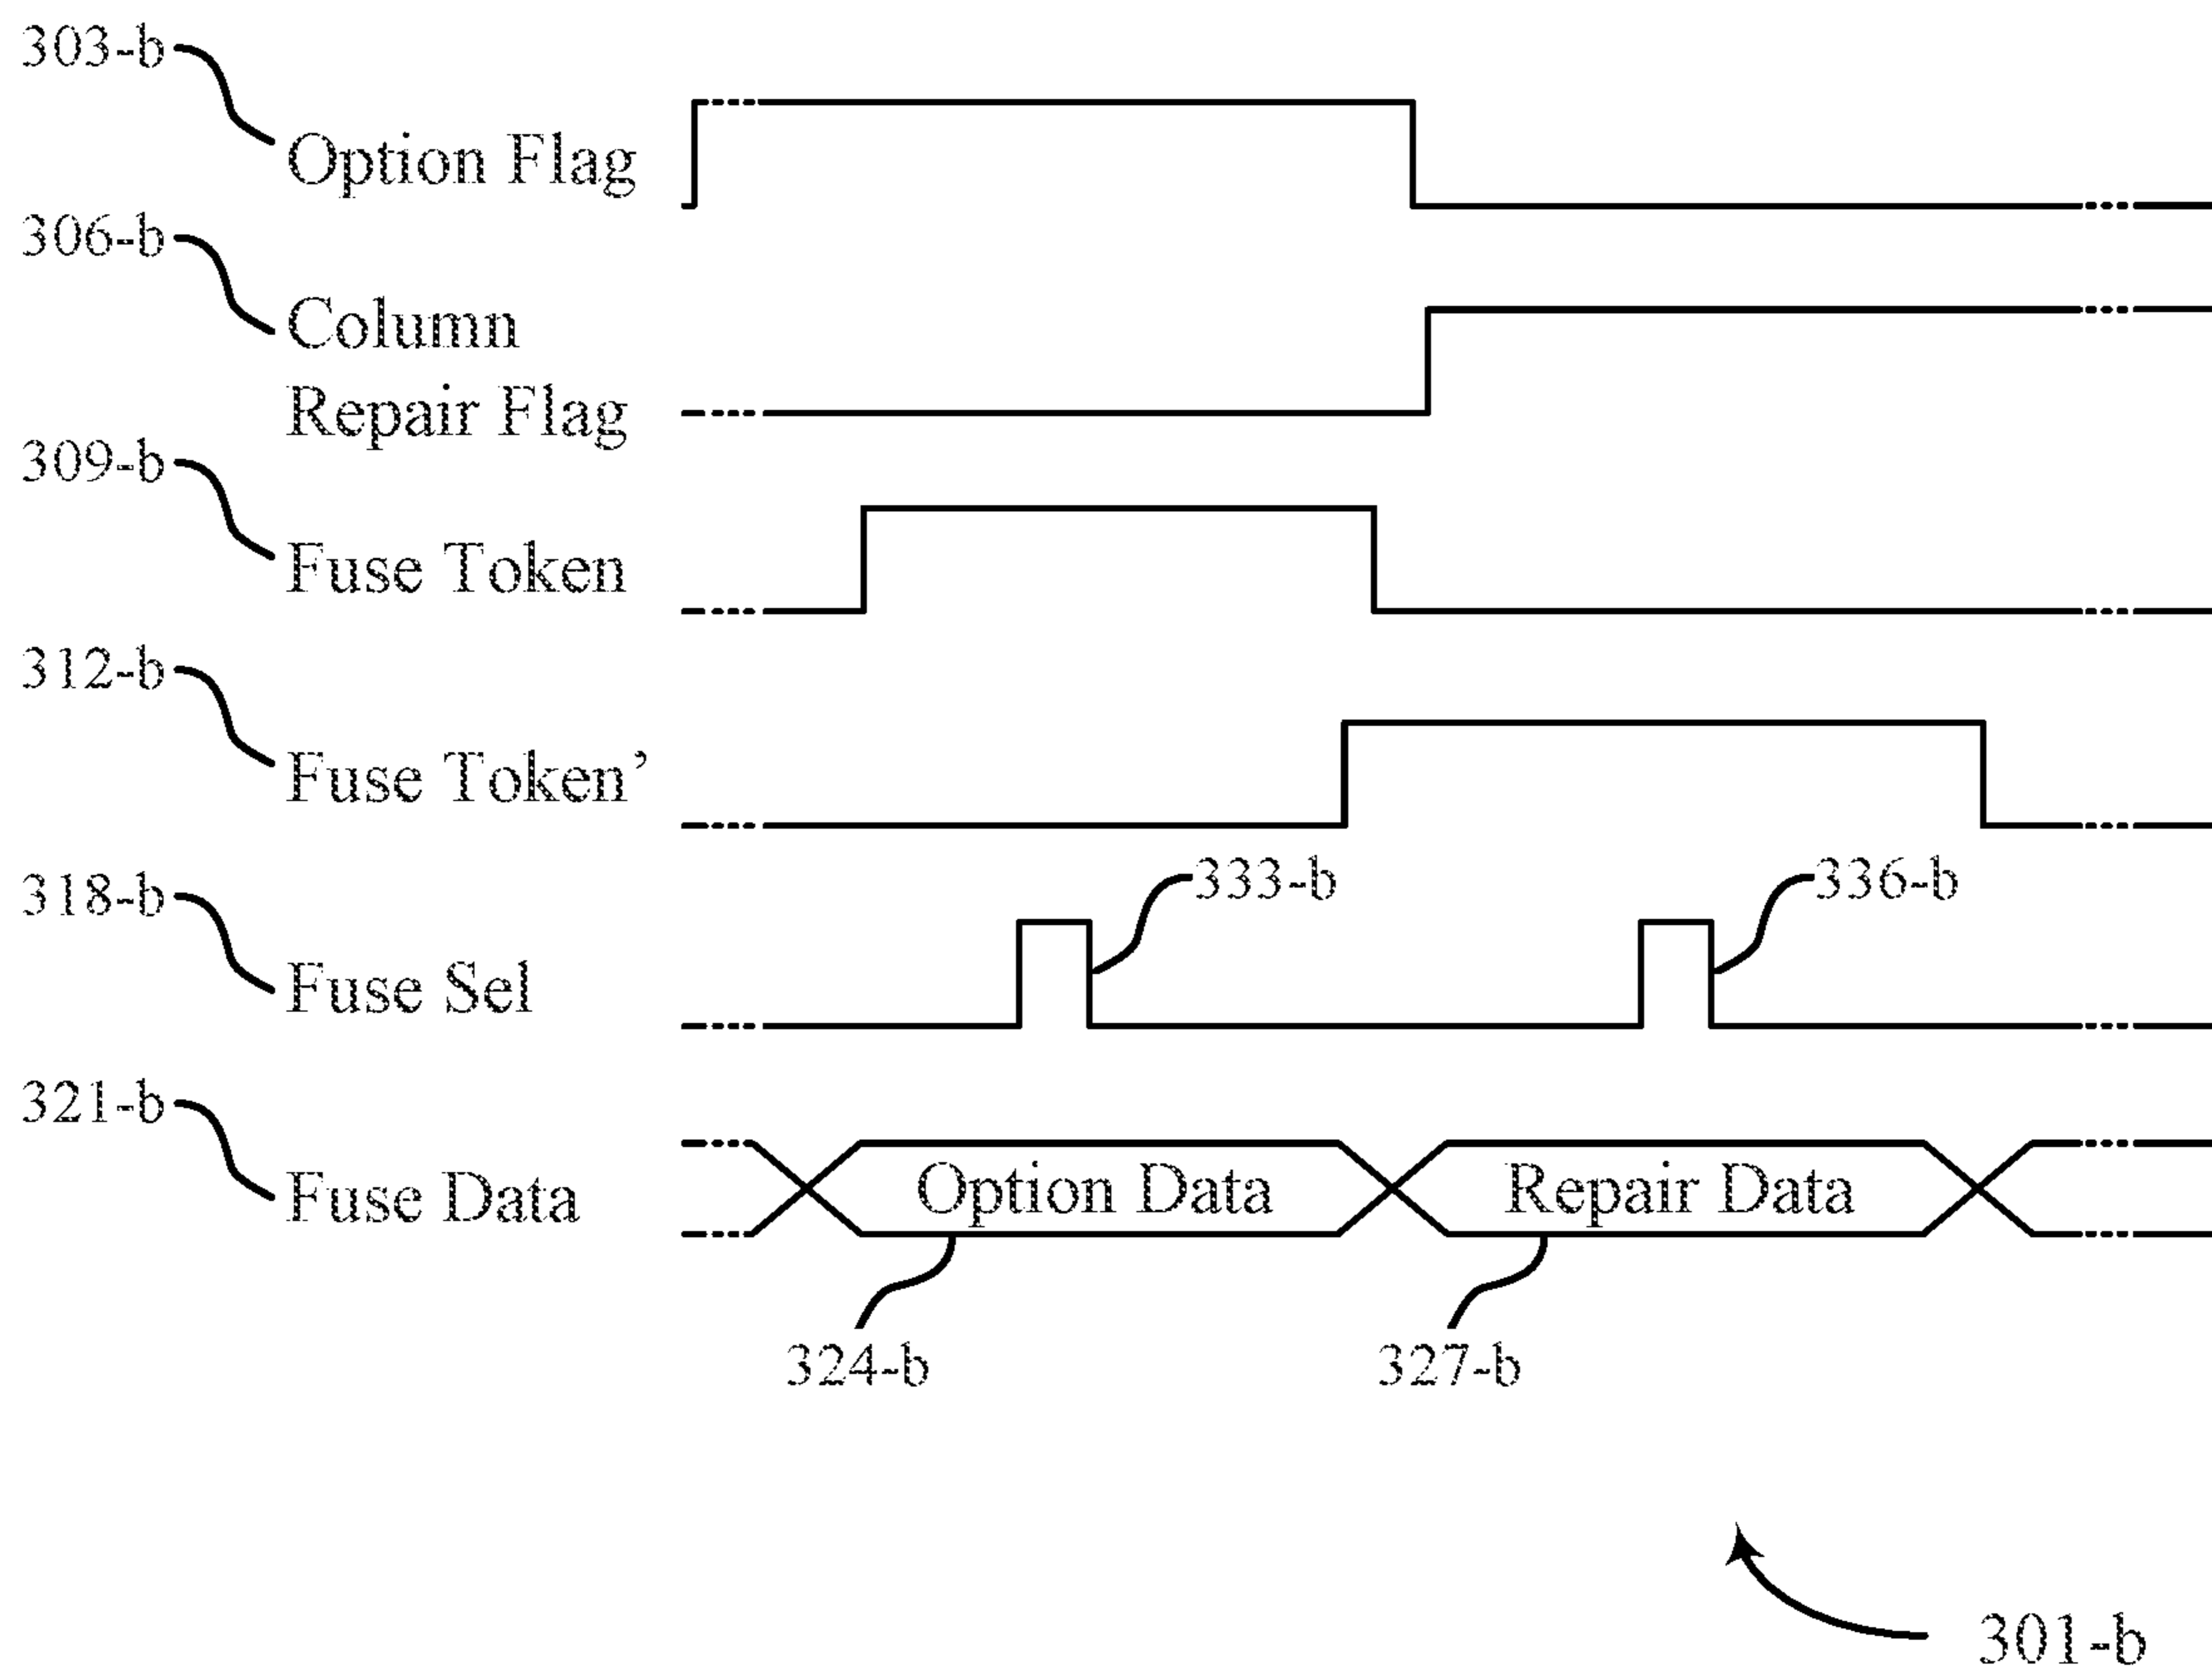 303-b
Option Flag
306-b
Column
Repair Flag
309-b
Fuse Token
312-b
Fuse Token’
318-b
333-b
336-b
Fuse Sel
321-b
Fuse Data
Option Data
Repair Data
324-b
327-b
301-b